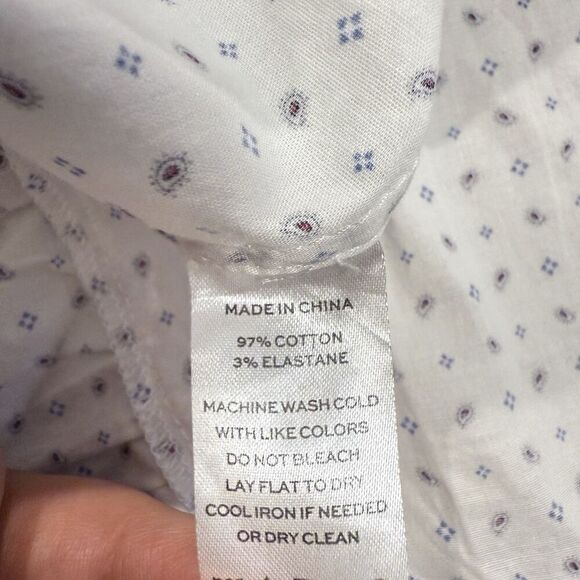 MADE IN CHINA
97% COTTON
3% ELASTANE
MACHINE WASH COLD
WITH LIKE COLORS
DO NOT BLEACH
LAY FLAT TO DRY
COOL IRON IF NEEDED
OR DRY CLEAN